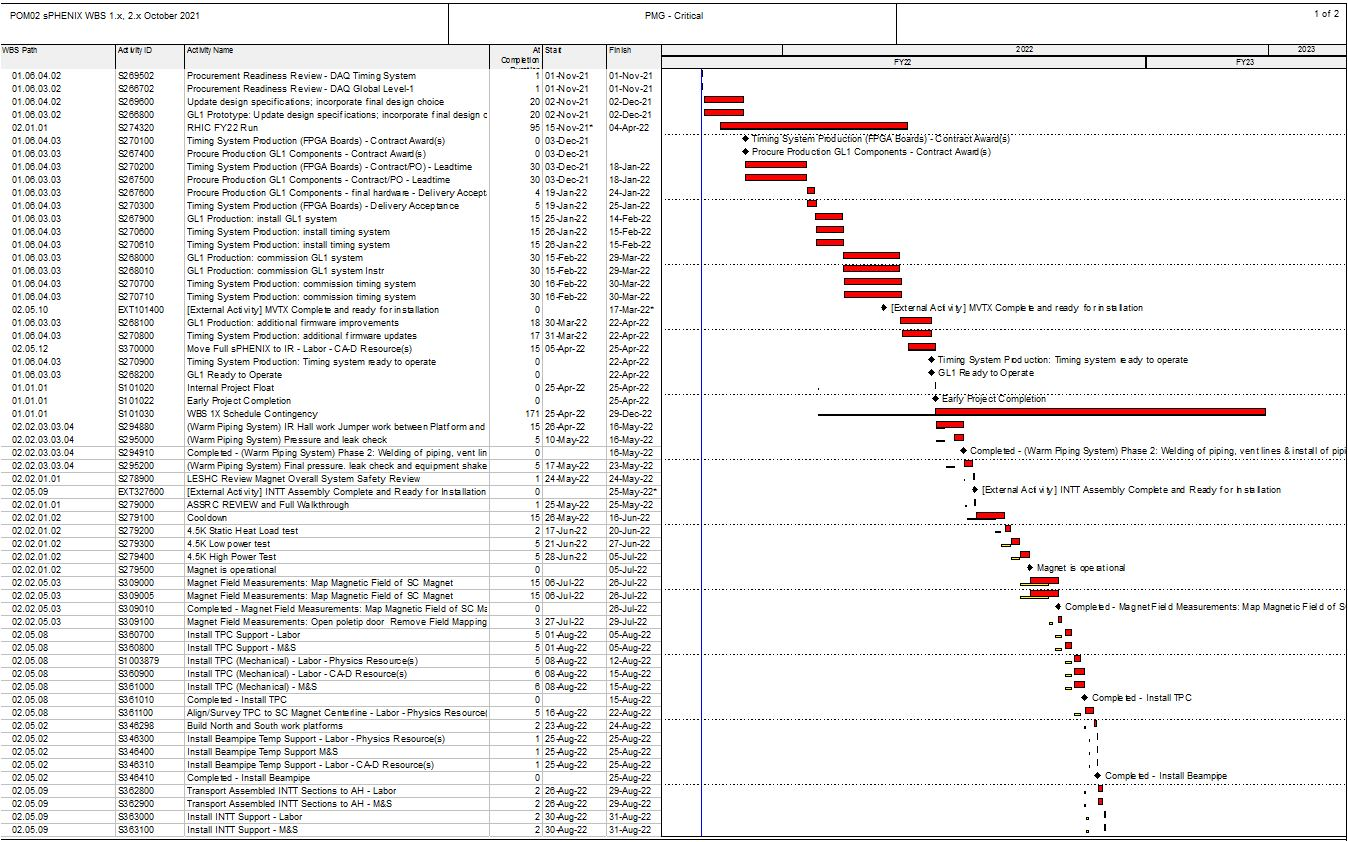 POM02 sPHENIX WBS 1.x, 2.x October 2021 PMG - Critical 1 of 2
WBS Path Activity ID Activity Name At Completion Start Finish 2022 2023
FY22 FY23
01.06.04.02 S269502 Procurement Readiness Review - DAQ Timing System 1 01-Nov-21 01-Nov-21
01.06.03.02 S266702 Procurement Readiness Review - DAQ Global Level-1 1 01-Nov-21 01-Nov-21
01.06.04.02 S269600 Update design specifications; incorporate final design choice 20 02-Nov-21 02-Dec-21
01.06.03.02 S266800 GL1 Prototype: Update design specifications; incorporate final design c 20 02-Nov-21 02-Dec-21
02.01.01 S274320 RHIC FY22 Run 95 15-Nov-21* 04-Apr-22
01.06.04.03 S270100 Timing System Production (FPGA Boards) - Contract Award(s) 0 03-Dec-21 Timing System Production (FPGA Boards) - Contract Award(s)
01.06.03.03 S267400 Procure Production GL1 Components - Contract Award(s) 0 03-Dec-21 Procure Production GL1 Components - Contract Award(s)
01.06.04.03 S270200 Timing System Production (FPGA Boards) - Contract/PO) - Leadtime 30 03-Dec-21 18-Jan-22
01.06.03.03 S267500 Procure Production GL1 Components - Contract/PO - Leadtime 30 03-Dec-21 18-Jan-22
01.06.03.03 S267600 Procure Production GL1 Components - final hardware - Delivery Accept 4 19-Jan-22 24-Jan-22
01.06.04.03 S270300 Timing System Production (FPGA Boards) - Delivery Acceptance 5 19-Jan-22 25-Jan-22
01.06.03.03 S267900 GL1 Production: install GL1 system 15 25-Jan-22 14-Feb-22
01.06.04.03 S270600 Timing System Production: install timing system 15 26-Jan-22 15-Feb-22
01.06.04.03 S270610 Timing System Production: install timing system 15 26-Jan-22 15-Feb-22
01.06.03.03 S268000 GL1 Production: commission GL1 system 30 15-Feb-22 29-Mar-22
01.06.03.03 S268010 GL1 Production: commission GL1 system Instr 30 15-Feb-22 29-Mar-22
01.06.04.03 S270700 Timing System Production: commission timing system 30 16-Feb-22 30-Mar-22
01.06.04.03 S270710 Timing System Production: commission timing system 30 16-Feb-22 30-Mar-22
02.05.10 EXT101400 [External Activity] MVTX Complete and ready for installation 0 17-Mar-22* [External Activity] MVTX Complete and ready for installation
01.06.03.03 S268100 GL1 Production: additional firmware improvements 18 30-Mar-22 22-Apr-22
01.06.04.03 S270800 Timing System Production: additional firmware updates 17 31-Mar-22 22-Apr-22
02.05.12 S370000 Move Full sPHENIX to IR - Labor - CA-D Resource(s) 15 05-Apr-22 25-Apr-22
01.06.04.03 S270900 Timing System Production: Timing system ready to operate 0 22-Apr-22 Timing System Production: Timing system ready to operate
01.06.03.03 S268200 GL1 Ready to Operate 0 22-Apr-22 GL1 Ready to Operate
01.01.01 S101020 Internal Project Float 0 25-Apr-22 25-Apr-22
01.01.01 S101022 Early Project Completion 0 25-Apr-22 Early Project Completion
01.01.01 S101030 WBS 1X Schedule Contingency 171 25-Apr-22 29-Dec-22
02.02.03.03.04 S294880 (Warm Piping System) IR Hall work Jumper work between Platform and 15 26-Apr-22 16-May-22
02.02.03.03.04 S295000 (Warm Piping System) Pressure and leak check 5 10-May-22 16-May-22
02.02.03.03.04 S294910 Completed - (Warm Piping System) Phase 2: Welding of piping, vent lin 0 16-May-22 Completed - (Warm Piping System) Phase 2: Welding of piping, vent lines & install of pipi
02.02.03.03.04 S295200 (Warm Piping System) Final pressure. leak check and equipment shake 5 17-May-22 23-May-22
02.02.01.01 S278900 LESHC Review Magnet Overall System Safety Review 1 24-May-22 24-May-22
02.05.09 EXT327600 [External Activity] INTT Assembly Complete and Ready for Installation 0 25-May-22* [External Activity] INTT Assembly Complete and Ready for Installation
02.02.01.01 S279000 ASSRC REVIEW and Full Walkthrough 1 25-May-22 25-May-22
02.02.01.02 S279100 Cooldown 15 26-May-22 16-Jun-22
02.02.01.02 S279200 4.5K Static Heat Load test 2 17-Jun-22 20-Jun-22
02.02.01.02 S279300 4.5K Low power test 5 21-Jun-22 27-Jun-22
02.02.01.02 S279400 4.5K High Power Test 5 28-Jun-22 05-Jul-22
02.02.01.02 S279500 Magnet is operational 0 05-Jul-22 Magnet is operational
02.02.05.03 S309000 Magnet Field Measurements: Map Magnetic Field of SC Magnet 15 06-Jul-22 26-Jul-22
02.02.05.03 S309005 Magnet Field Measurements: Map Magnetic Field of SC Magnet 15 06-Jul-22 26-Jul-22
02.02.05.03 S309010 Completed - Magnet Field Measurements: Map Magnetic Field of SC Ma 0 26-Jul-22 Completed - Magnet Field Measurements: Map Magnetic Field of S
02.02.05.03 S309100 Magnet Field Measurements: Open poletip door Remove Field Mapping 3 27-Jul-22 29-Jul-22
02.05.08 S360700 Install TPC Support - Labor 5 01-Aug-22 05-Aug-22
02.05.08 S360800 Install TPC Support - M&S 5 01-Aug-22 05-Aug-22
02.05.08 S1003879 Install TPC (Mechanical) - Labor - Physics Resource(s) 5 08-Aug-22 12-Aug-22
02.05.08 S360900 Install TPC (Mechanical) - Labor - CA-D Resource(s) 6 08-Aug-22 15-Aug-22
02.05.08 S361000 Install TPC (Mechanical) - M&S 6 08-Aug-22 15-Aug-22
02.05.08 S361010 Completed - Install TPC 0 15-Aug-22 Completed - Install TPC
02.05.08 S361100 Align/Survey TPC to SC Magnet Centerline - Labor - Physics Resource( 5 16-Aug-22 22-Aug-22
02.05.02 S346298 Build North and South work platforms 2 23-Aug-22 24-Aug-22
02.05.02 S346300 Install Beampipe Temp Support - Labor - Physics Resource(s) 1 25-Aug-22 25-Aug-22
02.05.02 S346400 Install Beampipe Temp Support M&S 1 25-Aug-22 25-Aug-22
02.05.02 S346310 Install Beampipe Temp Support - Labor - CA-D Resource(s) 1 25-Aug-22 25-Aug-22
02.05.02 S346410 Completed - Install Beampipe 0 25-Aug-22 Completed - Install Beampipe
02.05.09 S362800 Transport Assembled INTT Sections to AH - Labor 2 26-Aug-22 29-Aug-22
02.05.09 S362900 Transport Assembled INTT Sections to AH - M&S 2 26-Aug-22 29-Aug-22
02.05.09 S363000 Install INTT Support - Labor 2 30-Aug-22 31-Aug-22
02.05.09 S363100 Install INTT Support - M&S 2 30-Aug-22 31-Aug-22